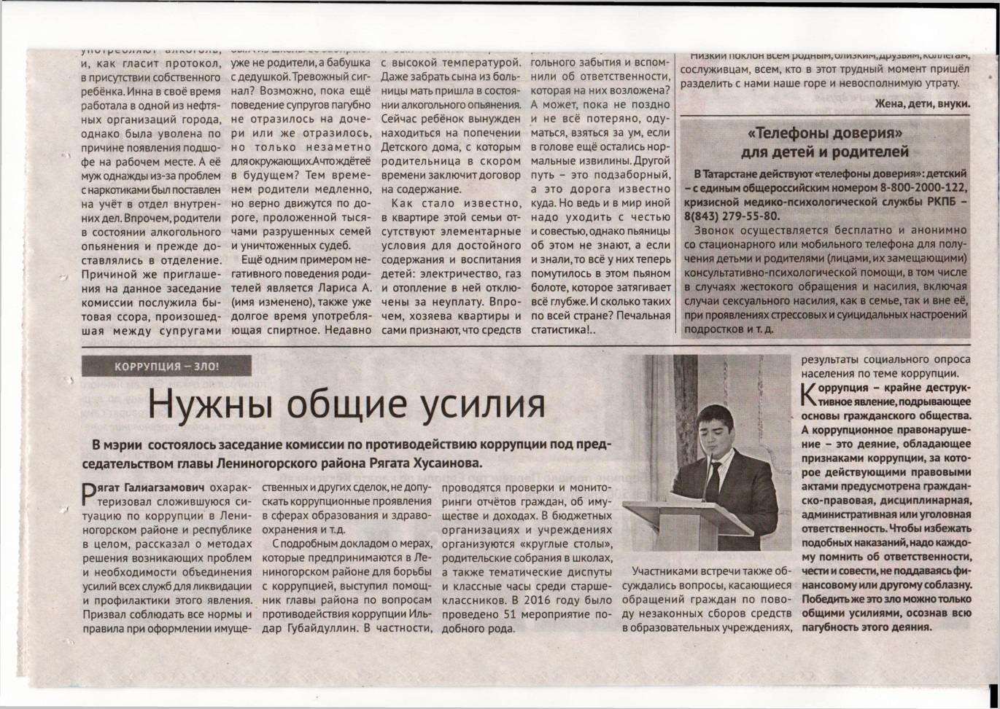 употребляют алкоголь,
и, как гласит протокол,
в присутствии собственного
ребёнка. Инна в своё время
работала в одной из нефтя-
ных организаций города,
однако была уволена по
причине появления подшо-
фе на рабочем месте. А её
муж однажды из-за проблем
с наркотиками был поставлен
на учёт в отдел внутрен-
них дел. Впрочем, родители
в состоянии алкогольного
опьянения и прежде до-
ставлялись в отделение.
Причиной же приглаше-
ния на данное заседание
комиссии послужила бы-
товая ссора, произошед-
шая между супругами
уже не родители, а бабушка
с дедушкой. Тревожный сиг-
нал? Возможно, пока ещё
поведение супругов пагубно
не отразилось на доче-
ри или же отразилось,
но только незаметно
для окружающих. А что ждёт её
в будущем? Тем време-
нем родители медленно,
но верно движутся по до-
роге, проложенной тыся-
чами разрушенных семей
и уничтоженных судеб.
Ещё одним примером не-
гативного поведения роди-
телей является Лариса А.
(имя изменено), также уже
долгое время употребля-
ющая спиртное. Недавно
с высокой температурой.
Даже забрать сына из боль-
ницы мать пришла в состоя-
нии алкогольного опьянения.
Сейчас ребёнок вынужден
находиться на попечении
Детского дома, с которым
родительница в скором
времени заключит договор
на содержание.
Как стало известно,
в квартире этой семьи от-
сутствуют элементарные
условия для достойного
содержания и воспитания
детей: электричество, газ
и отопление в ней отклю-
чены за неуплату. Впро-
чем, хозяева квартиры и
сами признают, что средств
гольного забытия и вспом-
нили об ответственности,
которая на них возложена?
А может, пока не поздно
и не всё потеряно, оду-
маться, взяться за ум, если
в голове ещё остались нор-
мальные извилины. Другой
путь – это подзаборный,
а это дорога известно
куда. Но ведь и в мир иной
надо уходить с честью
и совестью, однако пьяницы
об этом не знают, а если
и знали, то всё у них теперь
помутилось в этом пьяном
болоте, которое затягивает
всё глубже. И сколько таких
по всей стране? Печальная
статистика!..
Низкий поклон всем родным, близким, друзьям, коллегам,
сослуживцам, всем, кто в этот трудный момент пришёл
разделить с нами наше горе и невосполнимую утрату.
Жена, дети, внуки.
«Телефоны доверия»
для детей и родителей
В Татарстане действуют «телефоны доверия»: детский
– с единым общероссийским номером 8-800-2000-122,
кризисной медико-психологической службы РКПБ –
8(843) 279-55-80.
Звонок осуществляется бесплатно и анонимно
со стационарного или мобильного телефона для полу-
чения детьми и родителями (лицами, их замещающими)
консультативно-психологической помощи, в том числе
в случаях жестокого обращения и насилия, включая
случаи сексуального насилия, как в семье, так и вне её,
при проявлениях стрессовых и суицидальных настроений
подростков и т. д.
КОРРУПЦИЯ – ЗЛО!
Нужны общие усилия
В мэрии состоялось заседание комиссии по противодействию коррупции под пред-
седательством главы Лениногорского района Рягата Хусаинова.
Рягат Галиагзамович охарак-
теризовал сложившуюся си-
туацию по коррупции в Лени-
ногорском районе и республике
в целом, рассказал о методах
решения возникающих проблем
и необходимости объединения
усилий всех служб для ликвидации
и профилактики этого явления.
Призвал соблюдать все нормы и
правила при оформлении имуще-
ственных и других сделок, не допу-
скать коррупционные проявления
в сферах образования и здраво-
охранения и т.д.
С подробным докладом о мерах,
которые предпринимаются в Ле-
ниногорском районе для борьбы
с коррупцией, выступил помощ-
ник главы района по вопросам
противодействия коррупции Иль-
дар Губайдуллин. В частности,
проводятся проверки и монито-
ринги отчётов граждан, об иму-
ществе и доходах. В бюджетных
организациях и учреждениях
организуются «круглые столы»,
родительские собрания в школах,
а также тематические диспуты
и классные часы среди старше-
классников. В 2016 году было
проведено 51 мероприятие по-
добного рода.
Участниками встречи также об-
суждались вопросы, касающиеся
обращений граждан по пово-
ду незаконных сборов средств
в образовательных учреждениях,
результаты социального опроса
населения по теме коррупции.
Коррупция – крайне деструк-
тивное явление, подрывающее
основы гражданского общества.
А коррупционное правонаруше-
ние – это деяние, обладающее
признаками коррупции, за кото-
рое действующими правовыми
актами предусмотрена граждан-
ско-правовая, дисциплинарная,
административная или уголовная
ответственность. Чтобы избежать
подобных наказаний, надо каждо-
му помнить об ответственности,
чести и совести, не поддаваясь фи-
нансовому или другому соблазну.
Победить же это зло можно только
общими усилиями, осознав всю
пагубность этого деяния.